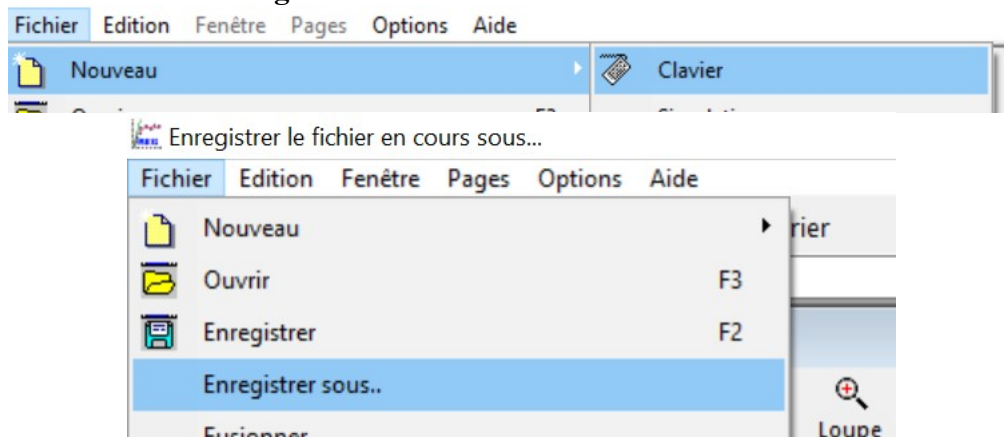 Fichier Edition Fenêtre Pages Options Aide
Nouveau Clavier
Enregistrer le fichier en cours sous...
Fichier Edition Fenêtre Pages Options Aide
Nouveau rier
Ouvrir F3
Enregistrer F2
Enregistrer sous..
Fusionner
Loupe